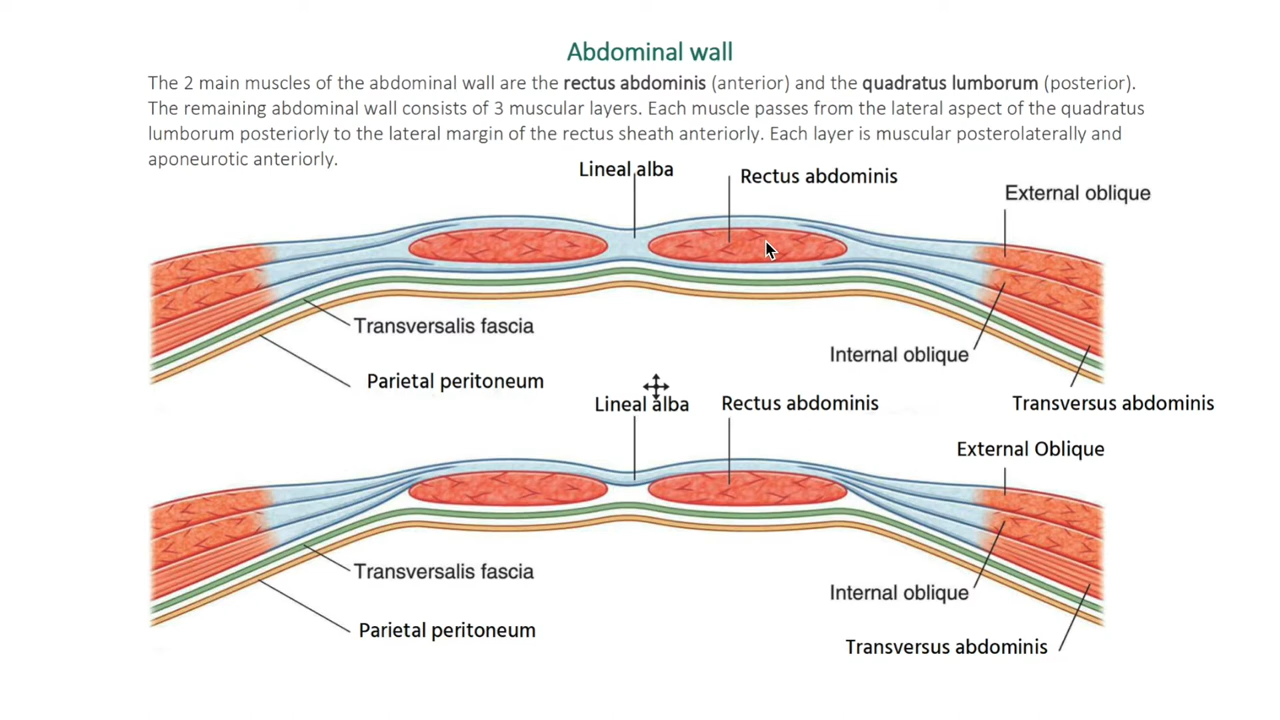 Abdominal wall
The 2 main muscles of the abdominal wall are the rectus abdominis (anterior) and the quadratus lumborum (posterior).
The remaining abdominal wall consists of 3 muscular layers. Each muscle passes from the lateral aspect of the quadratus
lumborum posteriorly to the lateral margin of the rectus sheath anteriorly. Each layer is muscular posterolaterally and
aponeurotic anteriorly.
Lineal alba
Rectus abdominis
External oblique
Transversalis fascia
Internal oblique
Parietal peritoneum
Transversus abdominis
Lineal alba
Rectus abdominis
External Oblique
Transversalis fascia
Internal oblique
Parietal peritoneum
Transversus abdominis